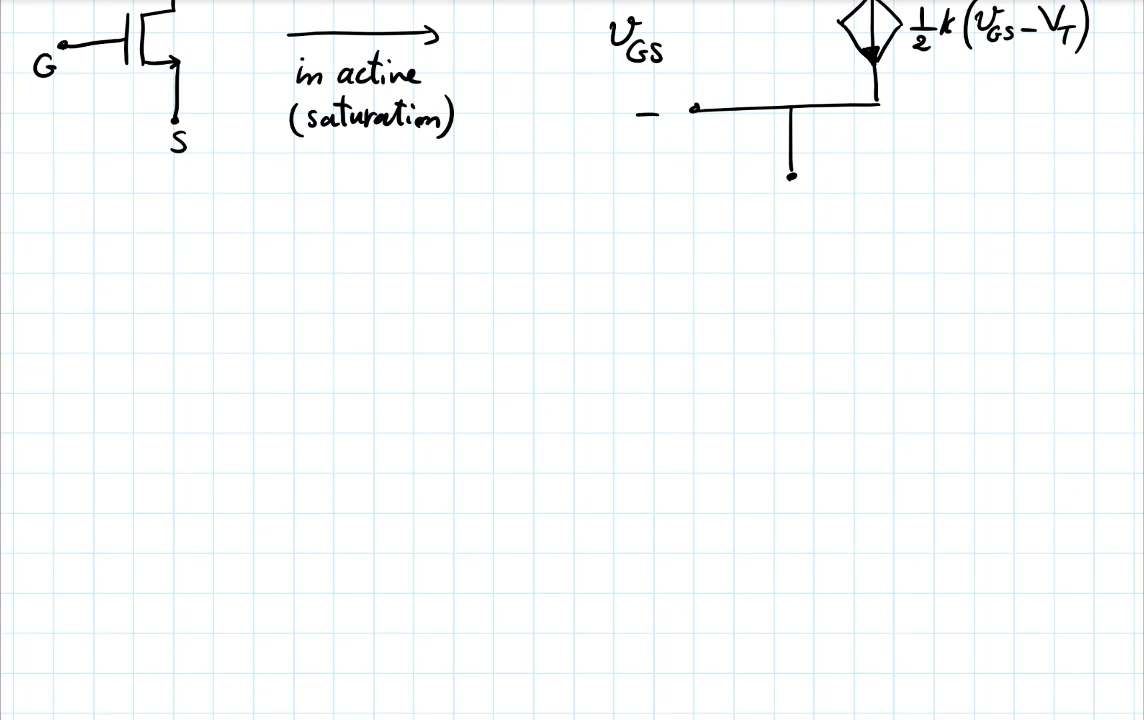 G
S
in active
(saturation)
v_GS
−
½k(v_GS − V_T)